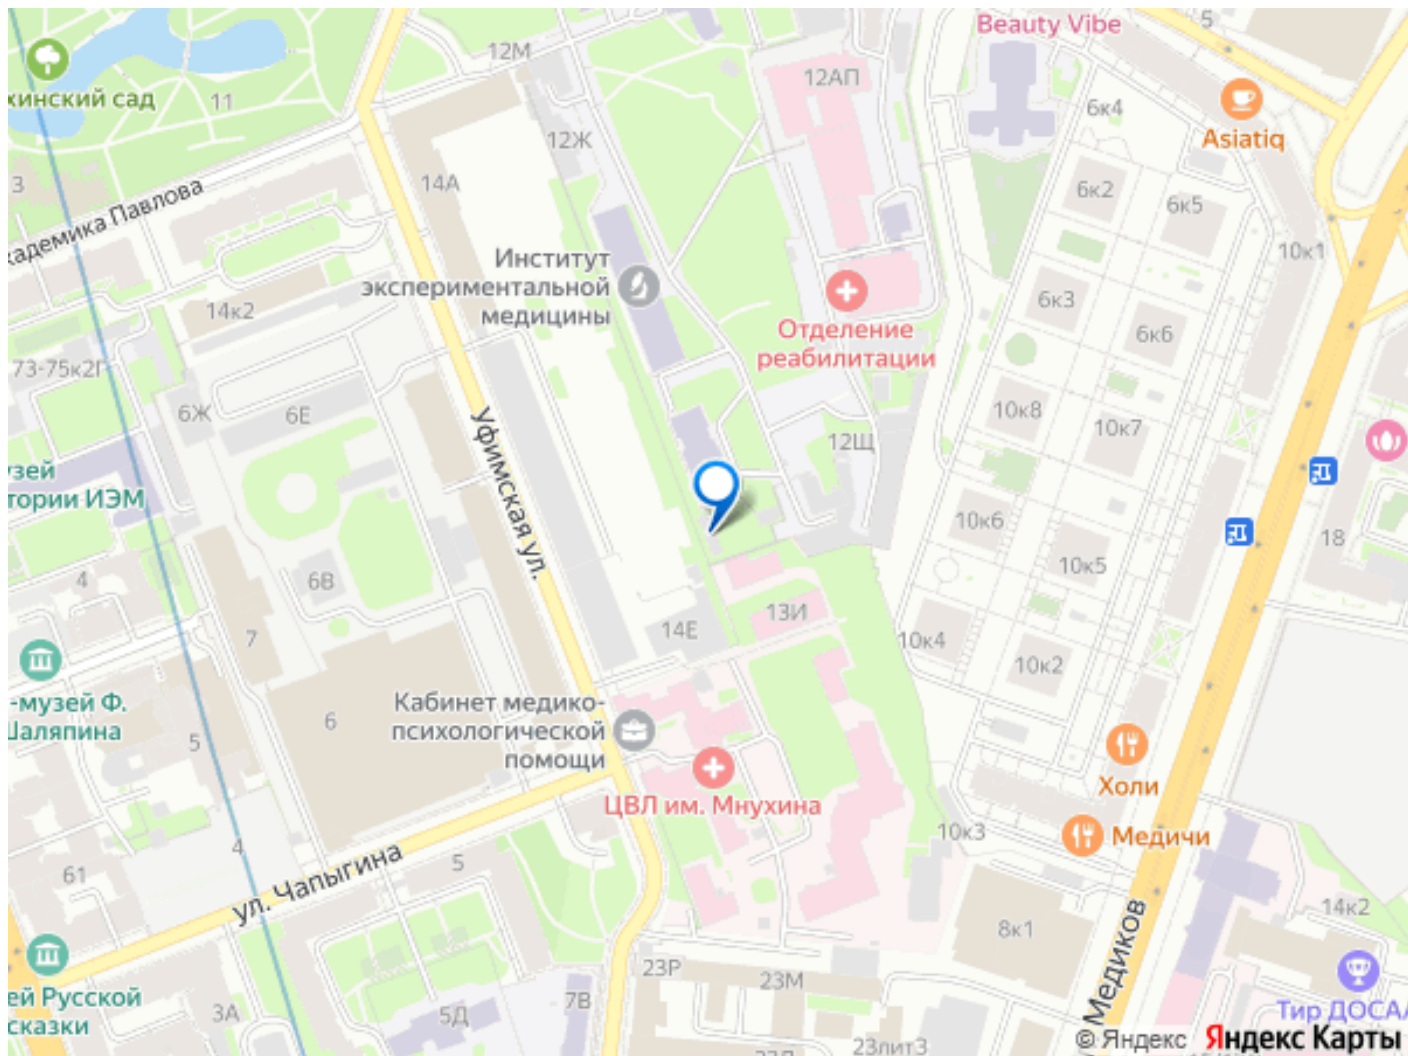 Beauty Vibe
5
12М
12АП
хинский сад
11
6к4
Asiatiq
12Ж
3
14А
6к2
6к5
кадемика Павлова
10к1
Институт
экспериментальной
медицины
14к2
6к3
Отделение
реабилитации
6к6
73-75к2Г
6Ж
6Е
10к8
10к7
12Щ
Уфимская ул.
узей
тории ИЭМ
10к6
18
10к5
4
6В
13И
14Е
7
10к4
10к2
-музей Ф.
Шаляпина
6
5
Кабинет медико-
психологической
помощи
Холи
ЦВЛ им. Мнухина
10к3
Медичи
4
5
61
ул. Чапыгина
14к2
8к1
Медиков
23Р
23М
ей Русской
сказки
3А
5Д
7В
Тир ДОСАА
23лит3
© Яндекс Яндекс Карты